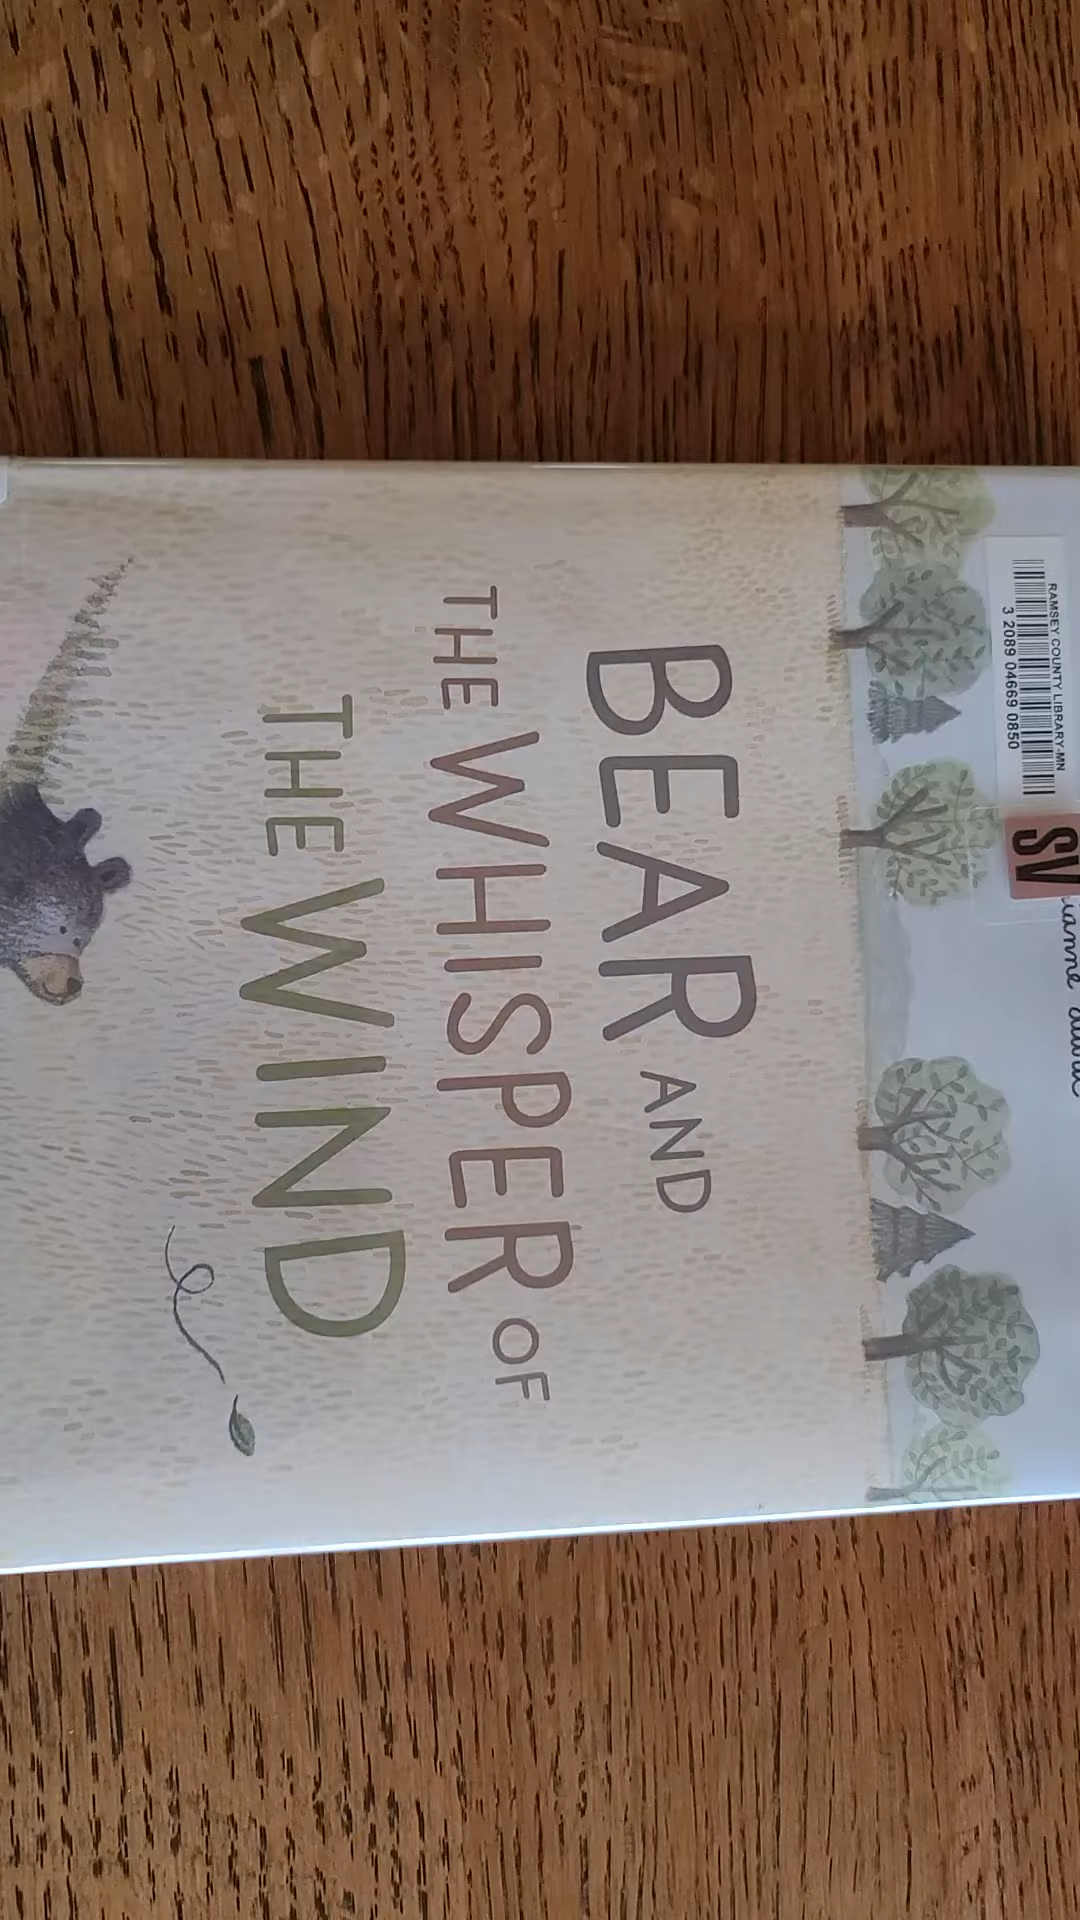 RAMSEY COUNTY LIBRARY-MN
3 2089 04669 0850
SV
BEAR AND
THE WHISPER OF
THE WIND